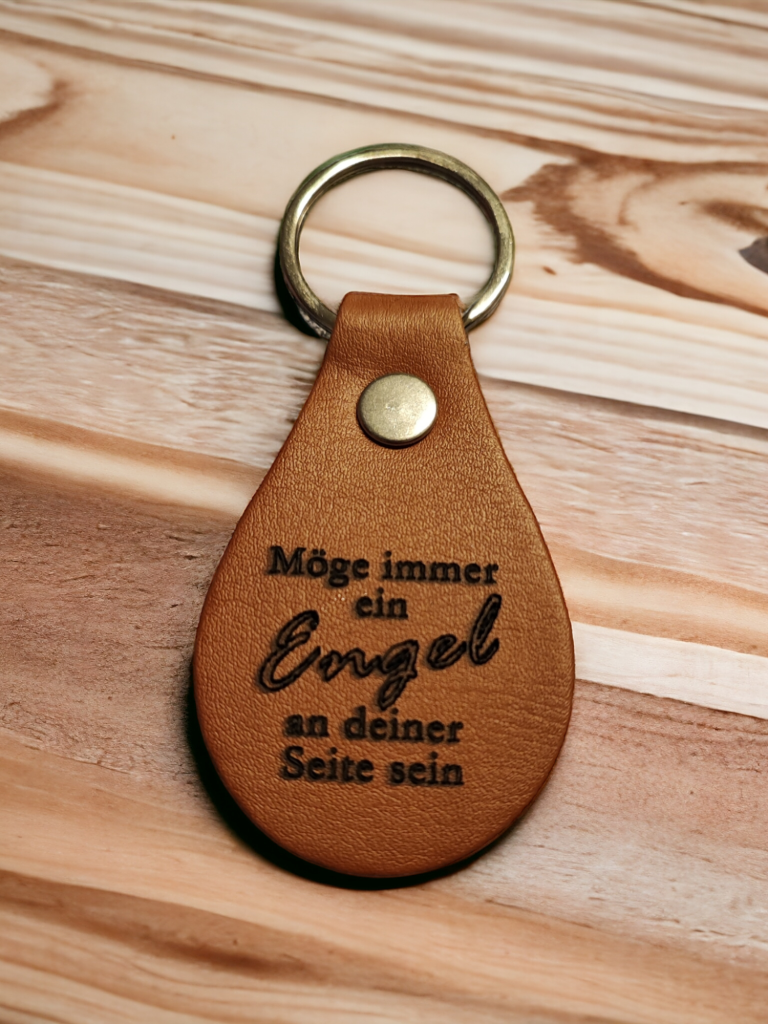 Möge immer
ein
Engel
an deiner
Seite sein